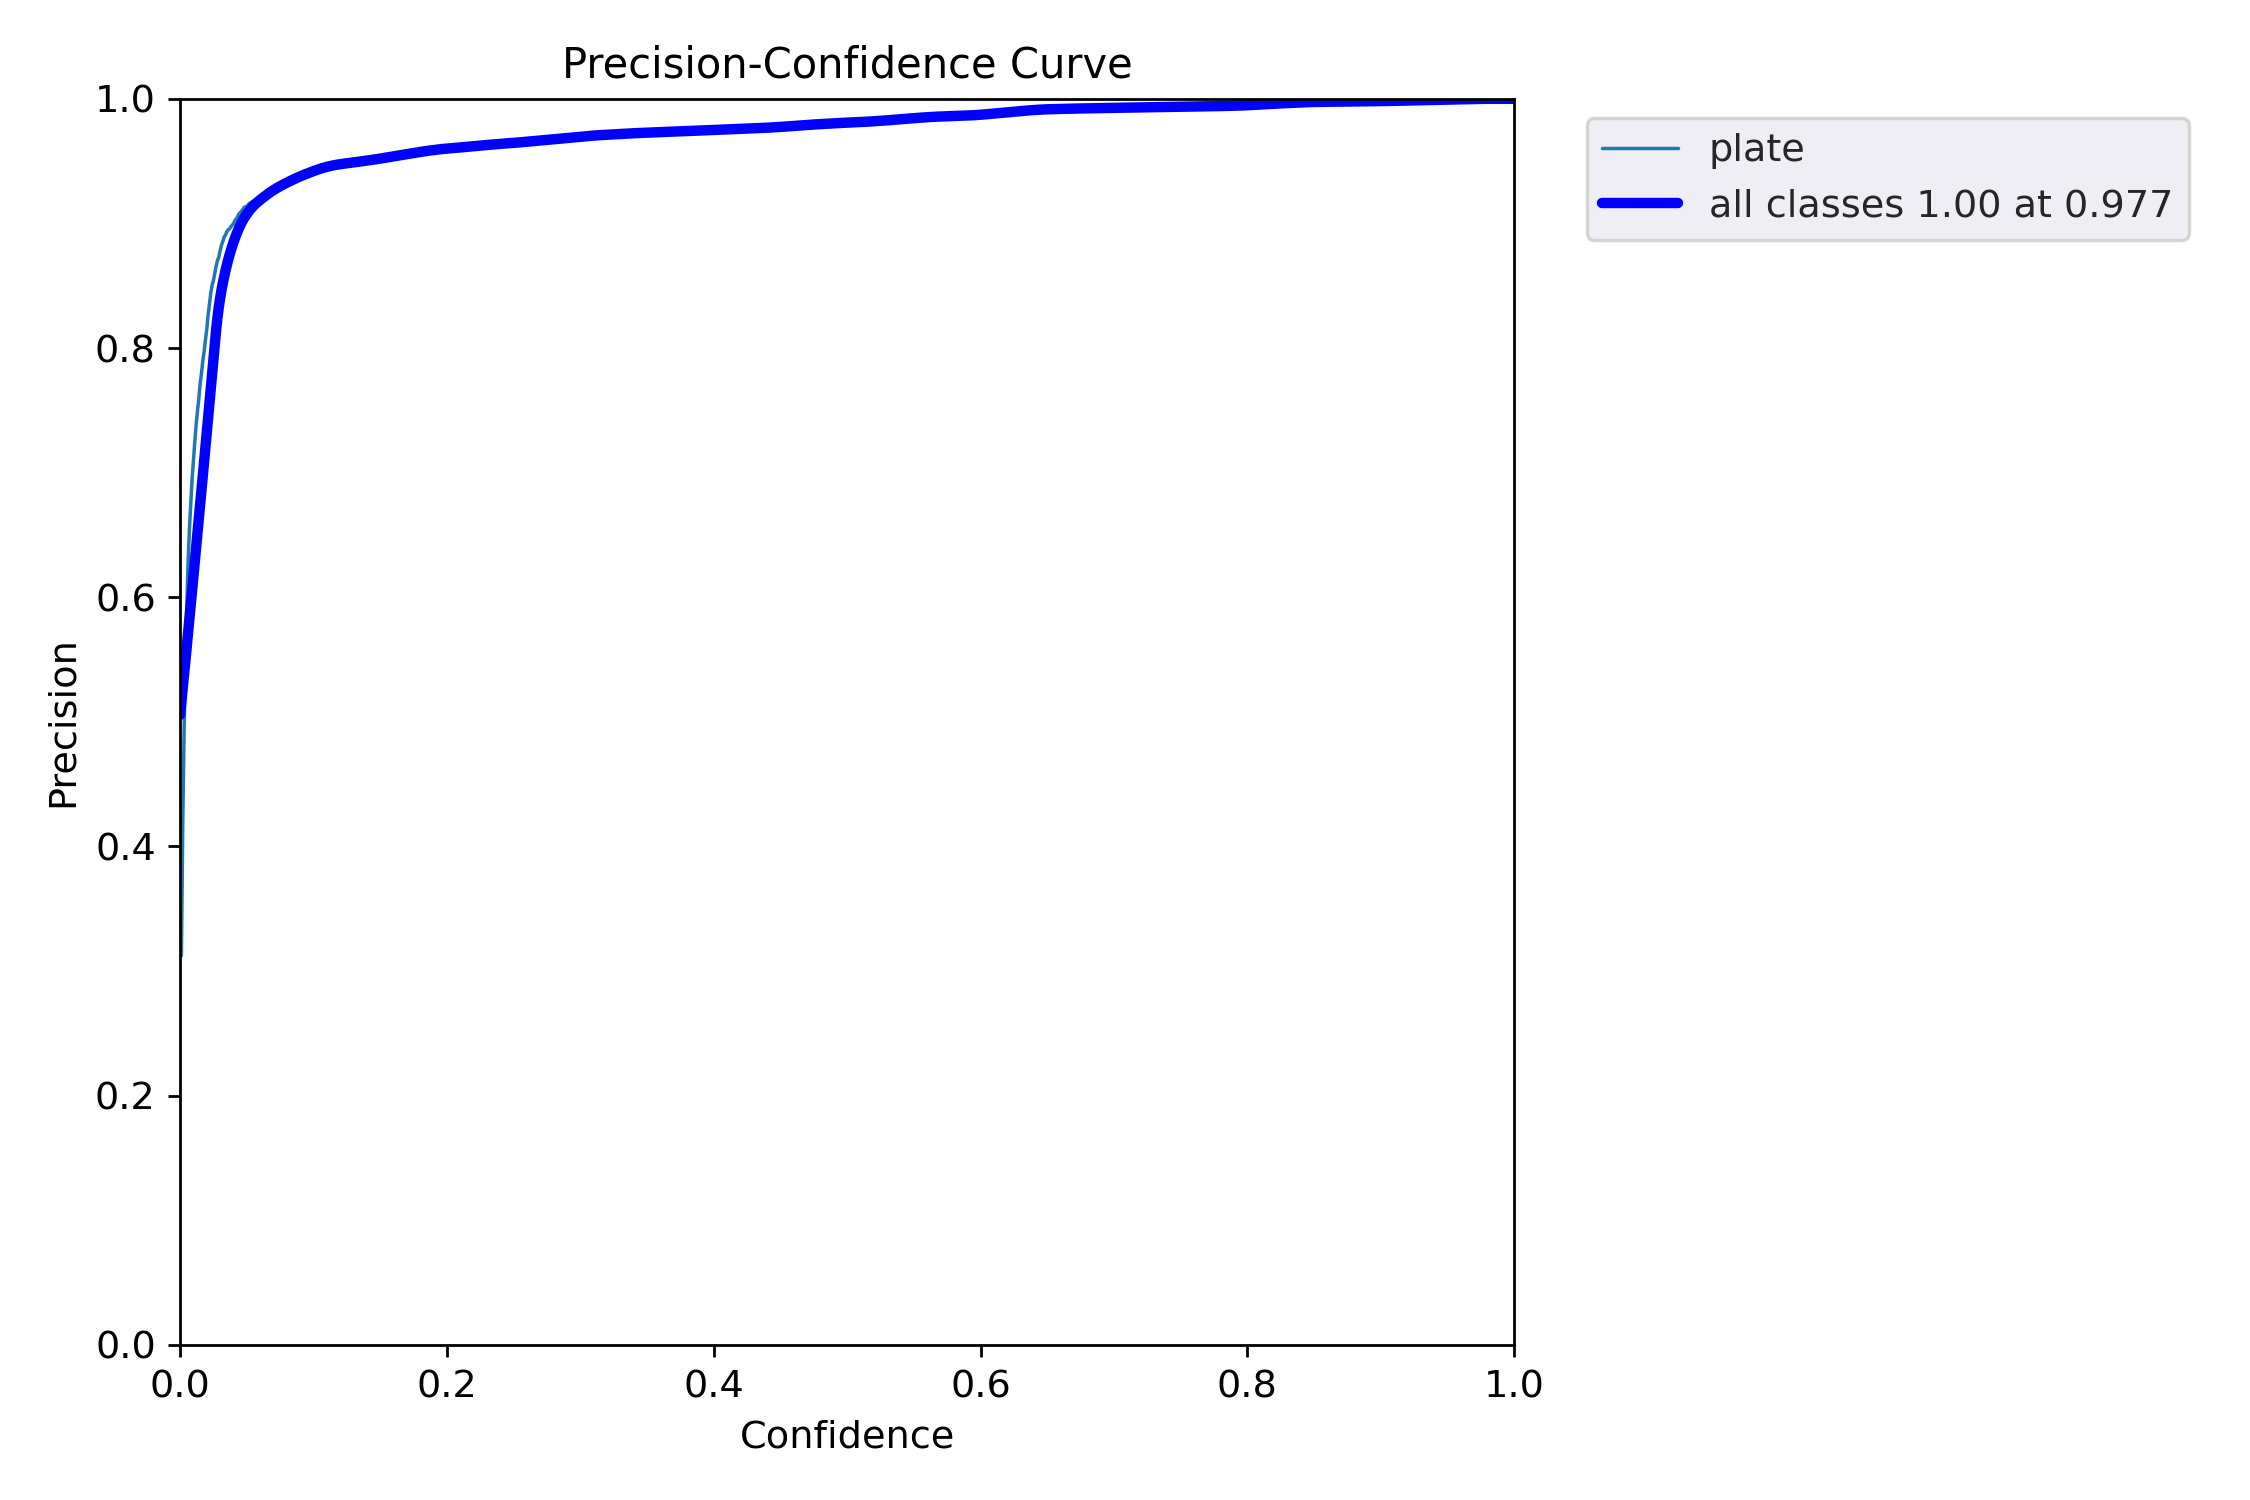 Precision-Confidence Curve
1.0
0.8
0.6
0.4
0.2
0.0
Precision
0.0 0.2 0.4 0.6 0.8 1.0
Confidence
plate
all classes 1.00 at 0.977